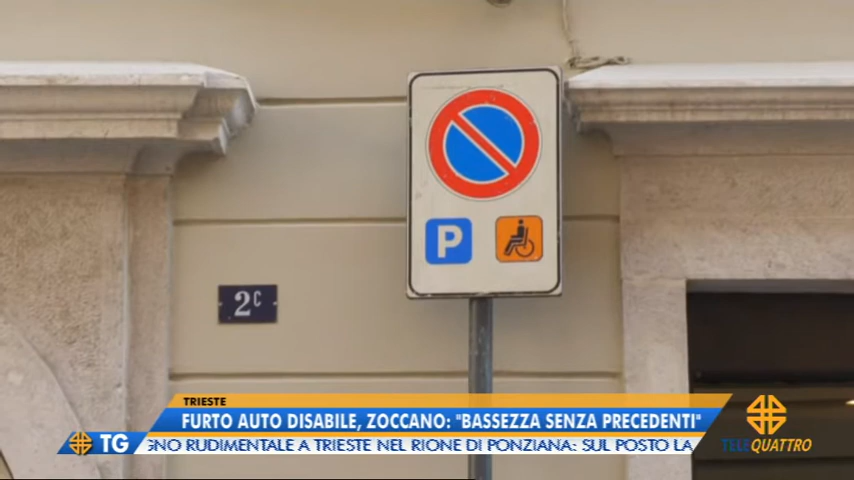 P
2c
TRIESTE
FURTO AUTO DISABILE, ZOCCANO: "BASSEZZA SENZA PRECEDENTI"
TG
GNO RUDIMENTALE A TRIESTE NEL RIONE DI PONZIANA: SUL POSTO LA
TELEQUATTRO